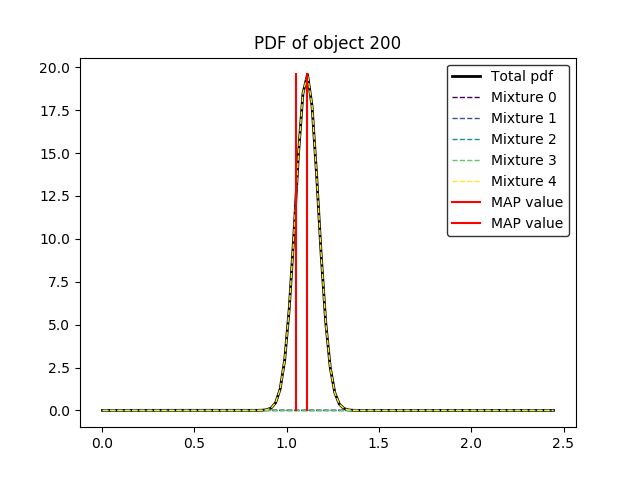 PDF of object 200
20.0
17.5
15.0
12.5
10.0
7.5
5.0
2.5
0.0
0.0 0.5 1.0 1.5 2.0 2.5
Total pdf
Mixture 0
Mixture 1
Mixture 2
Mixture 3
Mixture 4
MAP value
MAP value